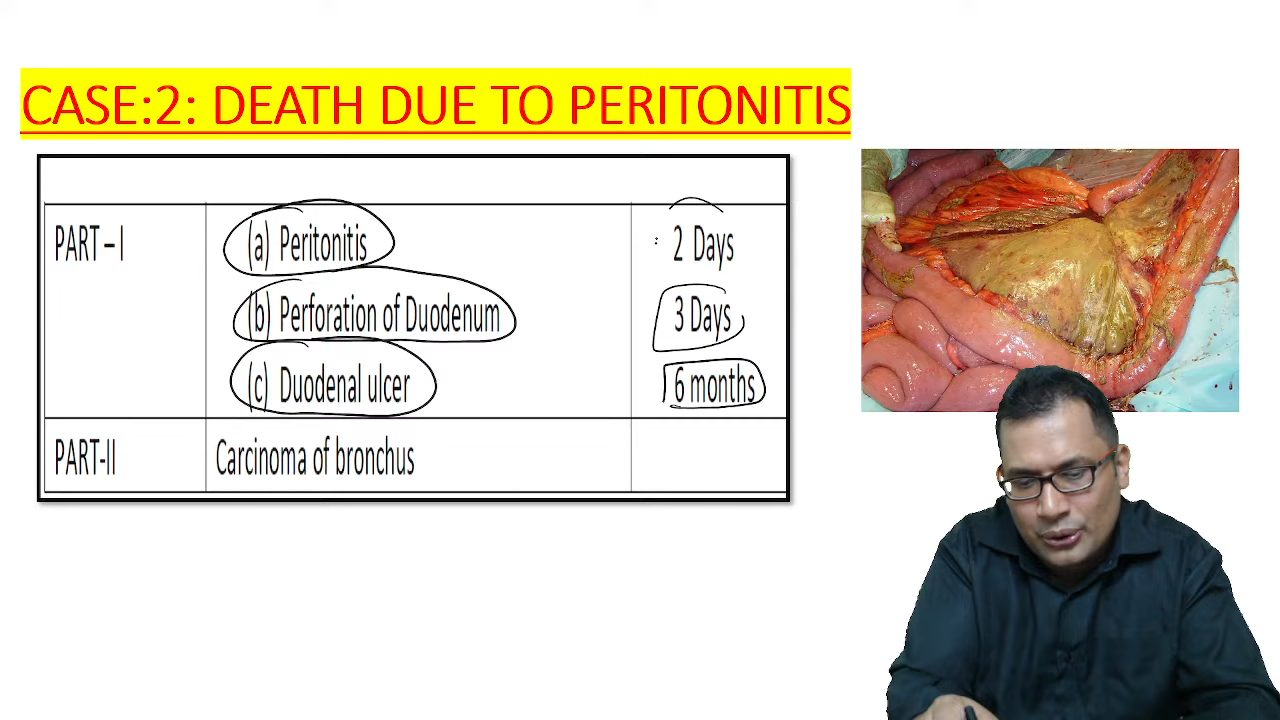 CASE:2: DEATH DUE TO PERITONITIS
PART – I (a) Peritonitis 2 Days
(b) Perforation of Duodenum 3 Days
(c) Duodenal ulcer 6 months
PART-II Carcinoma of bronchus